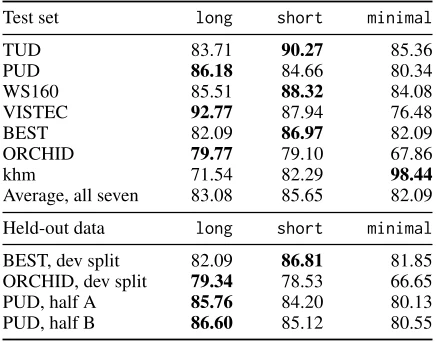 Test set long short minimal
TUD 83.71 90.27 85.36
PUD 86.18 84.66 80.34
WS160 85.51 88.32 84.08
VISTEC 92.77 87.94 76.48
BEST 82.09 86.97 82.09
ORCHID 79.77 79.10 67.86
khm 71.54 82.29 98.44
Average, all seven 83.08 85.65 82.09
Held-out data long short minimal
BEST, dev split 82.09 86.81 81.85
ORCHID, dev split 79.34 78.53 66.65
PUD, half A 85.76 84.20 80.13
PUD, half B 86.60 85.12 80.55